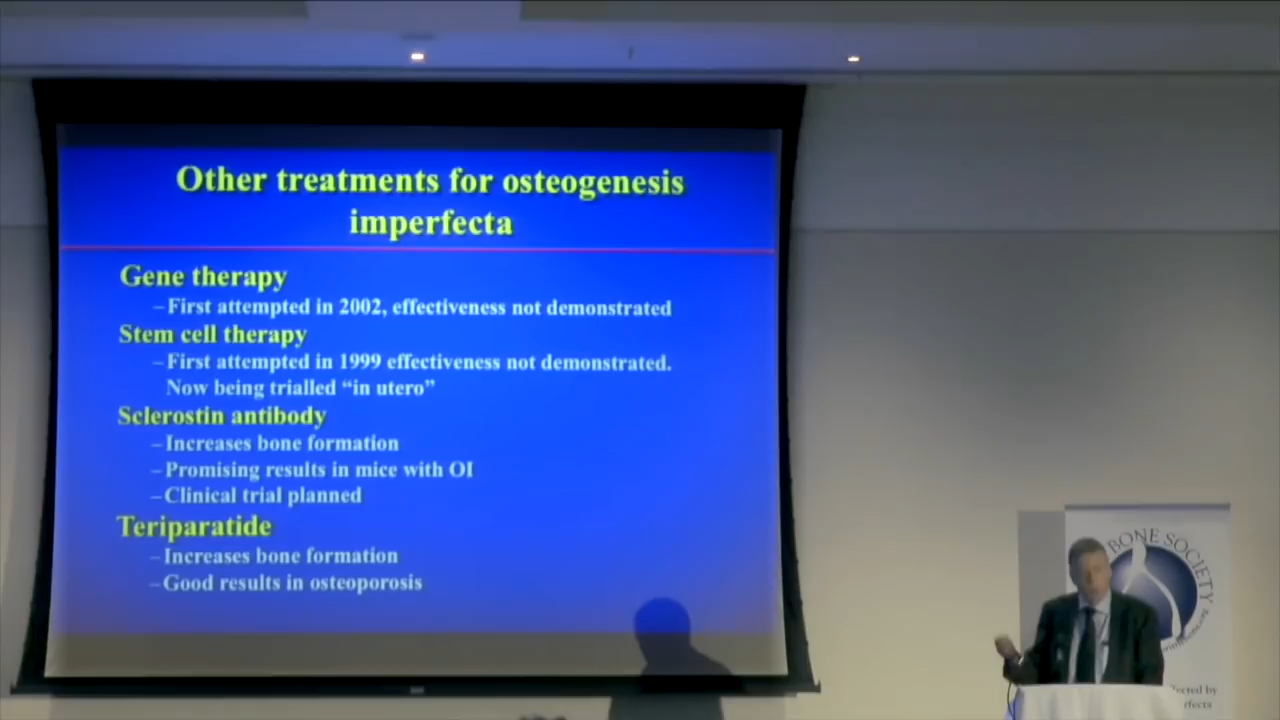 Other treatments for osteogenesis
imperfecta
Gene therapy
–First attempted in 2002, effectiveness not demonstrated
Stem cell therapy
–First attempted in 1999 effectiveness not demonstrated.
Now being trialled “in utero”
Sclerostin antibody
–Increases bone formation
–Promising results in mice with OI
–Clinical trial planned
Teriparatide
–Increases bone formation
–Good results in osteoporosis
BONE SOCIETY
by